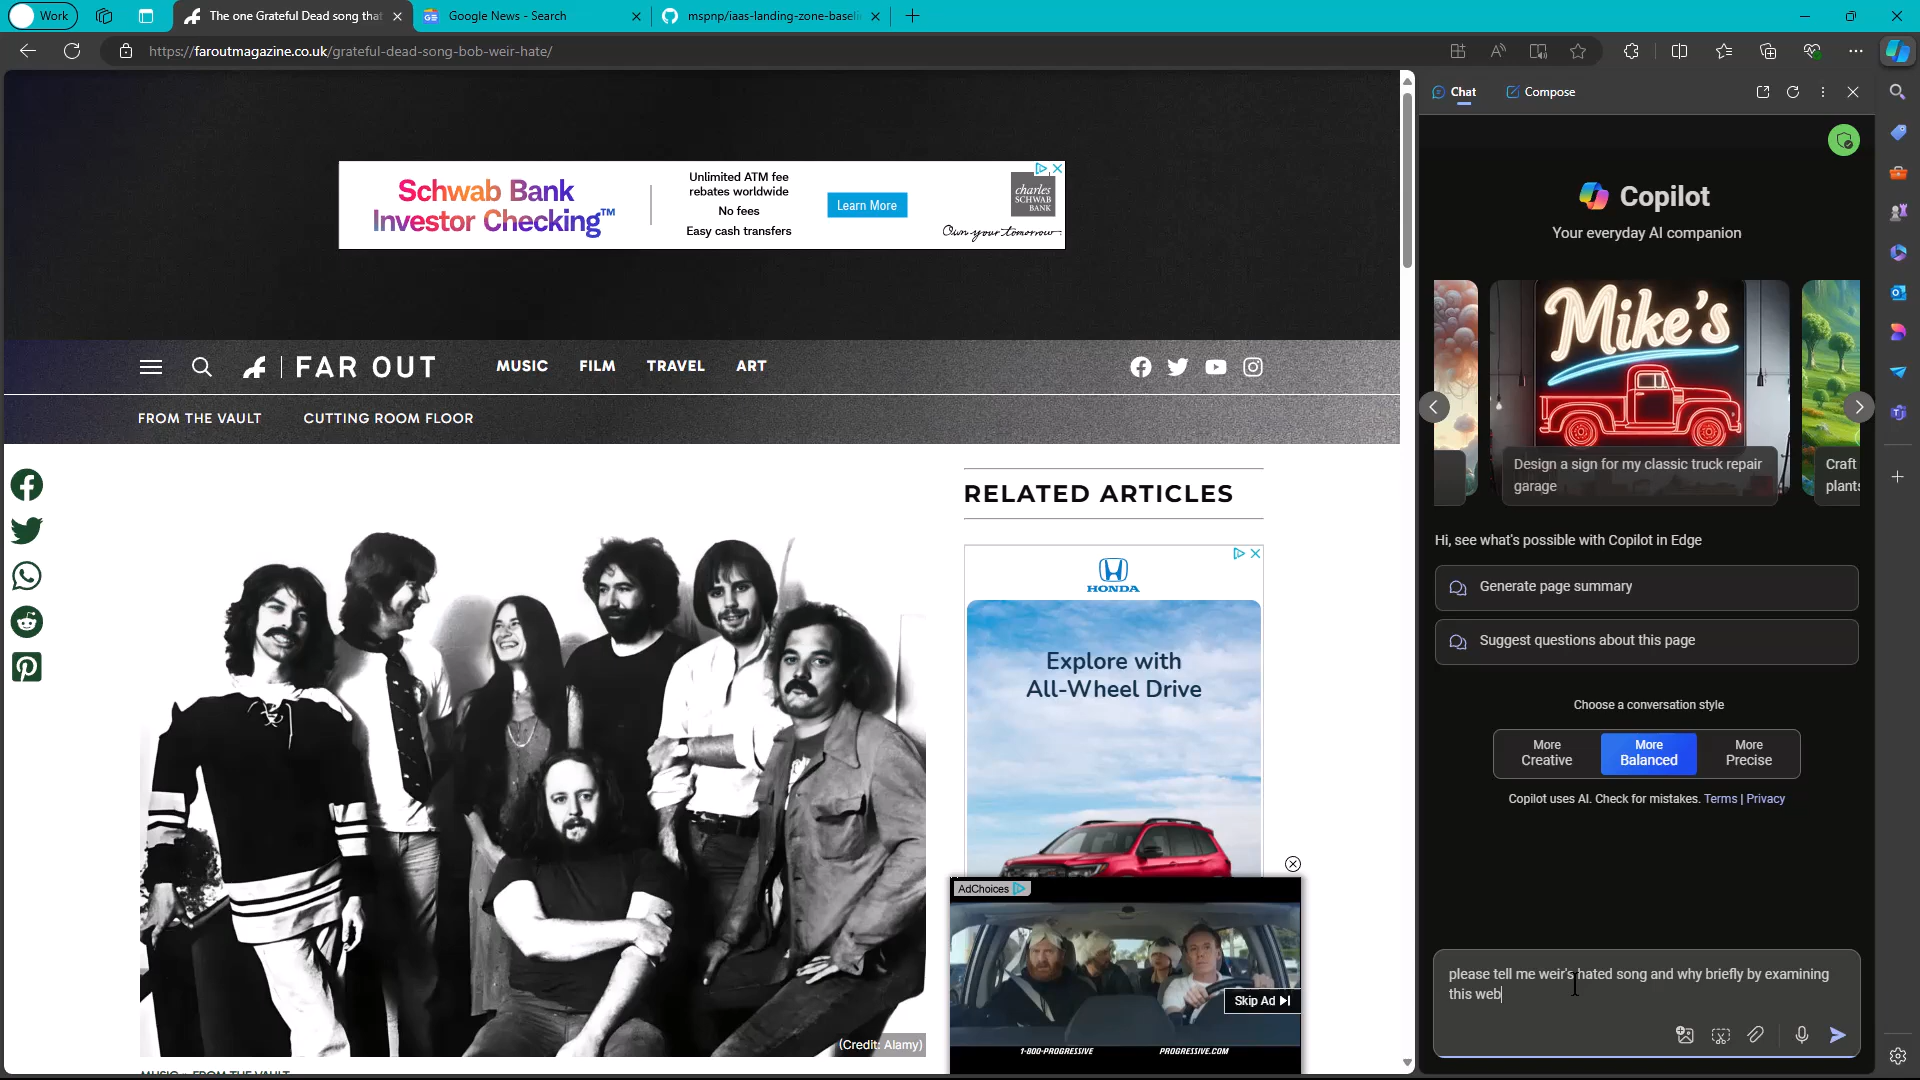 Work
The one Grateful Dead song that
Google News - Search
mspnp/iaas-landing-zone-baseli
https://faroutmagazine.co.uk/grateful-dead-song-bob-weir-hate/
Chat
Compose
Schwab Bank
Investor Checking™
Unlimited ATM fee
rebates worldwide
No fees
Easy cash transfers
Learn More
charles
SCHWAB
BANK
Own your tomorrow
FAR OUT
MUSIC
FILM
TRAVEL
ART
FROM THE VAULT
CUTTING ROOM FLOOR
RELATED ARTICLES
HONDA
Explore with
All-Wheel Drive
AdChoices
Skip Ad
1-800-PROGRESSIVE
PROGRESSIVE.COM
(Credit: Alamy)
MUSIC » FROM THE VAULT
Copilot
Your everyday AI companion
Mike's
Design a sign for my classic truck repair
garage
Craft
plants
Hi, see what's possible with Copilot in Edge
Generate page summary
Suggest questions about this page
Choose a conversation style
More
Creative
More
Balanced
More
Precise
Copilot uses AI. Check for mistakes. Terms | Privacy
please tell me weir's hated song and why briefly by examining
this web